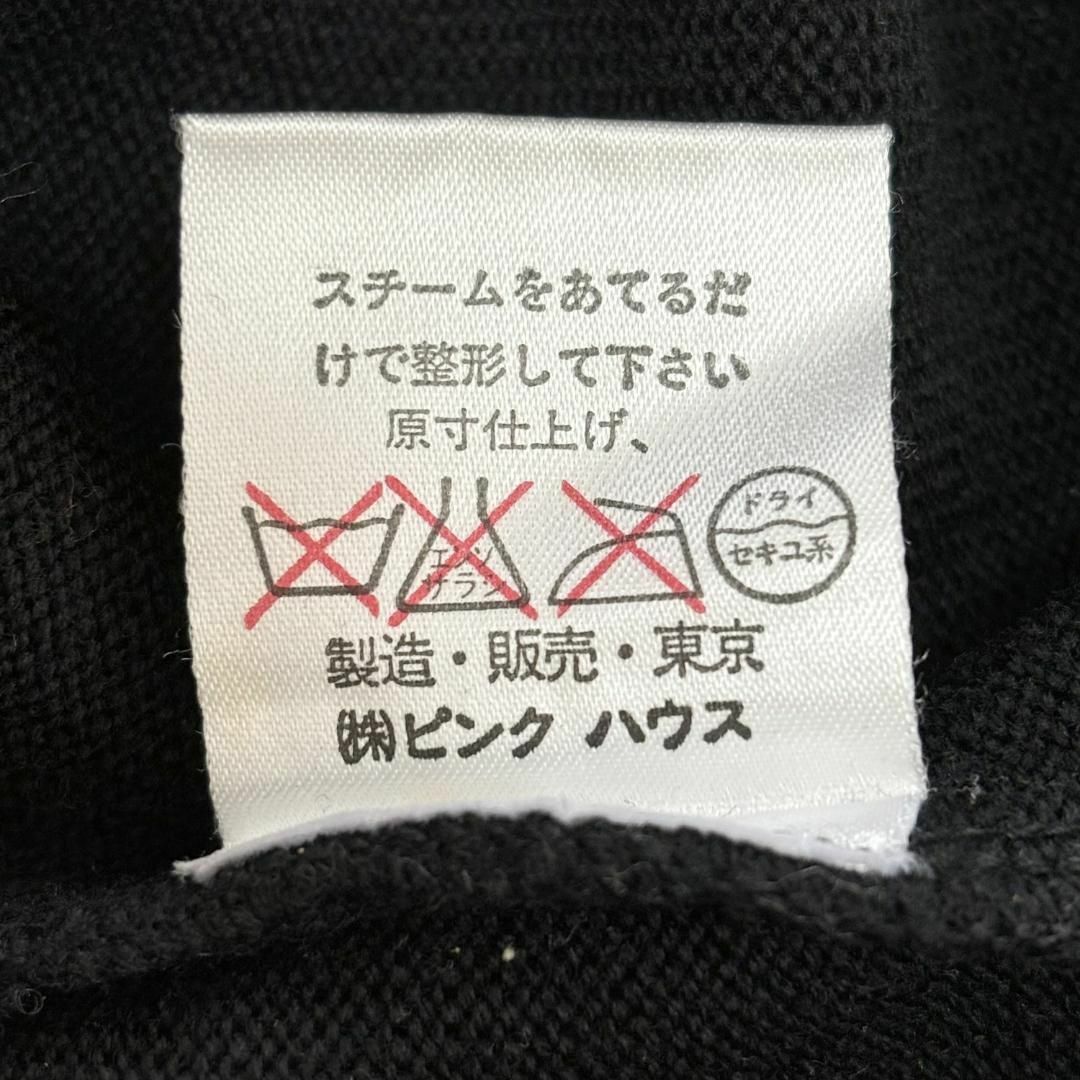 スチームをあてるだ
けで整形して下さい
原寸仕上げ、
エンソ
サラシ
ドライ
セキユ系
製造・販売・東京
㈱ピンク ハウス